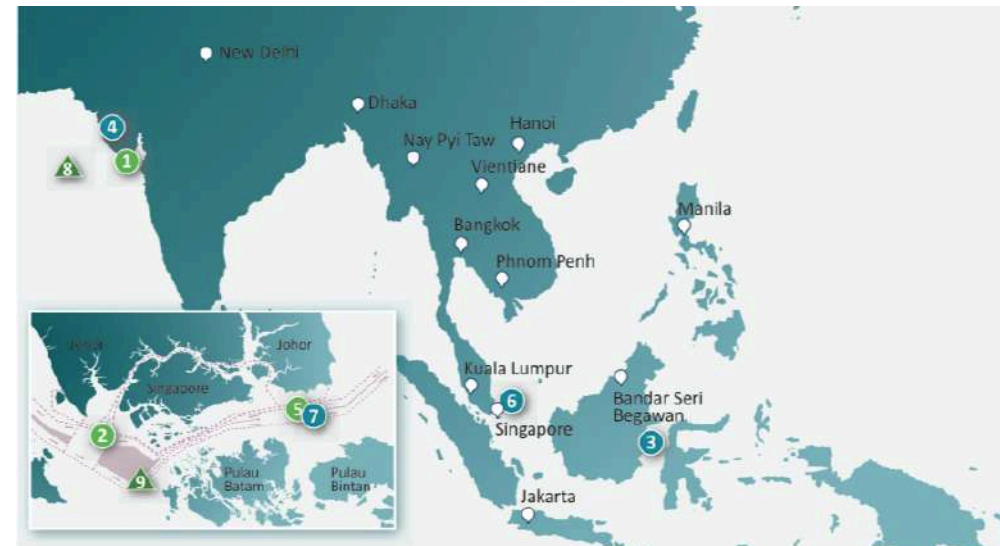 New Delhi
Dhaka
4
Hanoi
Nay Pyi Taw
1
8
Vientiane
Manila
Bangkok
Phnom Penh
Johor
Johor
Kuala Lumpur
Singapore
Bandar Seri
Begawan
6
5
7
Singapore
2
3
Pulau
Batam
Pulau
Bintan
9
Jakarta